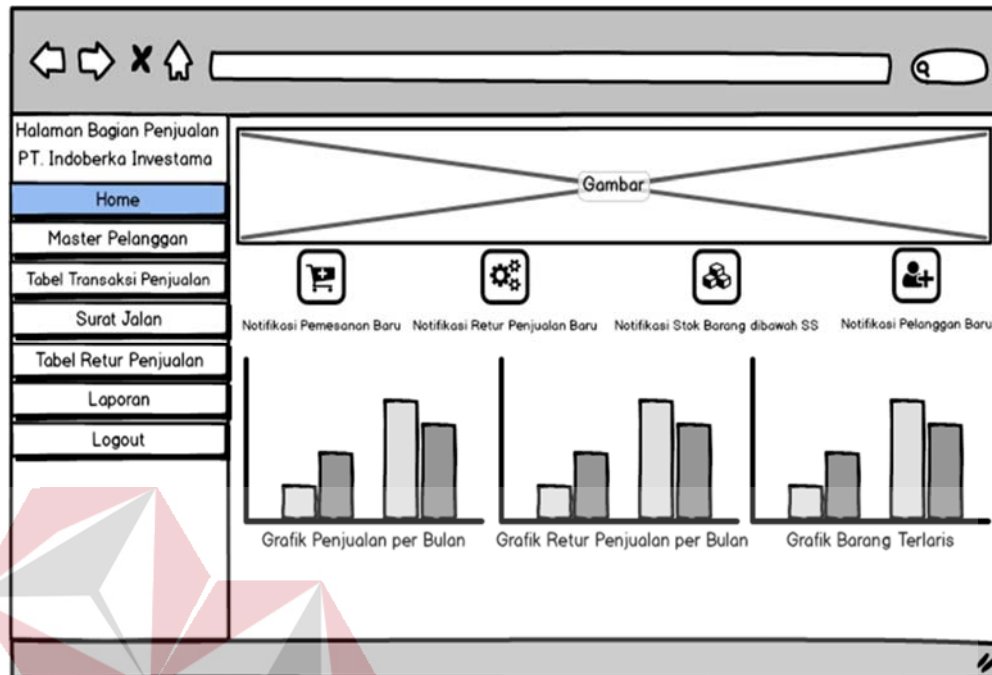 Halaman Bagian Penjualan
PT. Indoberka Investama
Home
Master Pelanggan
Tabel Transaksi Penjualan
Surat Jalan
Tabel Retur Penjualan
Laporan
Logout
Gambar
Notifikasi Pemesanan Baru
Notifikasi Retur Penjualan Baru
Notifikasi Stok Barang dibawah SS
Notifikasi Pelanggan Baru
Grafik Penjualan per Bulan
Grafik Retur Penjualan per Bulan
Grafik Barang Terlaris